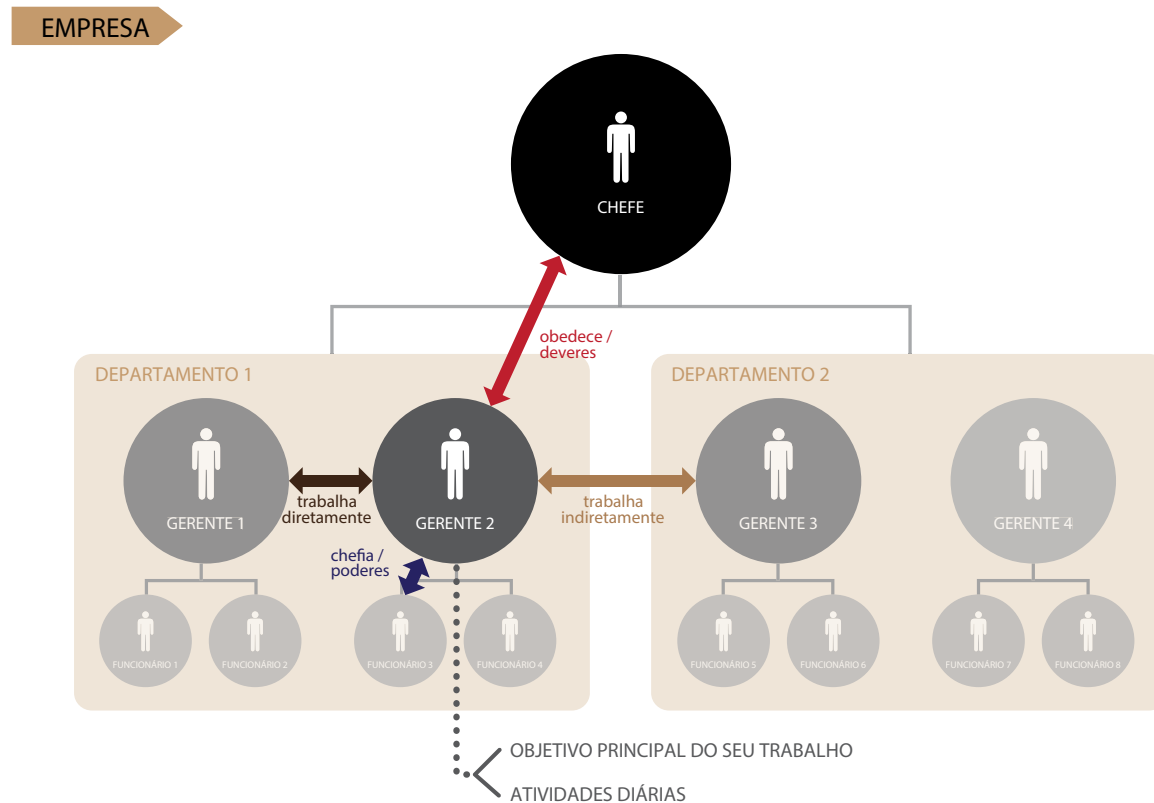 EMPRESA
CHEFE
obedece /
deveres
DEPARTAMENTO 1
DEPARTAMENTO 2
GERENTE 1
trabalha
diretamente
GERENTE 2
trabalha
indiretamente
GERENTE 3
GERENTE 4
chefia /
poderes
FUNCIONÁRIO 1
FUNCIONÁRIO 2
FUNCIONÁRIO 3
FUNCIONÁRIO 4
FUNCIONÁRIO 5
FUNCIONÁRIO 6
FUNCIONÁRIO 7
FUNCIONÁRIO 8
OBJETIVO PRINCIPAL DO SEU TRABALHO
ATIVIDADES DIÁRIAS